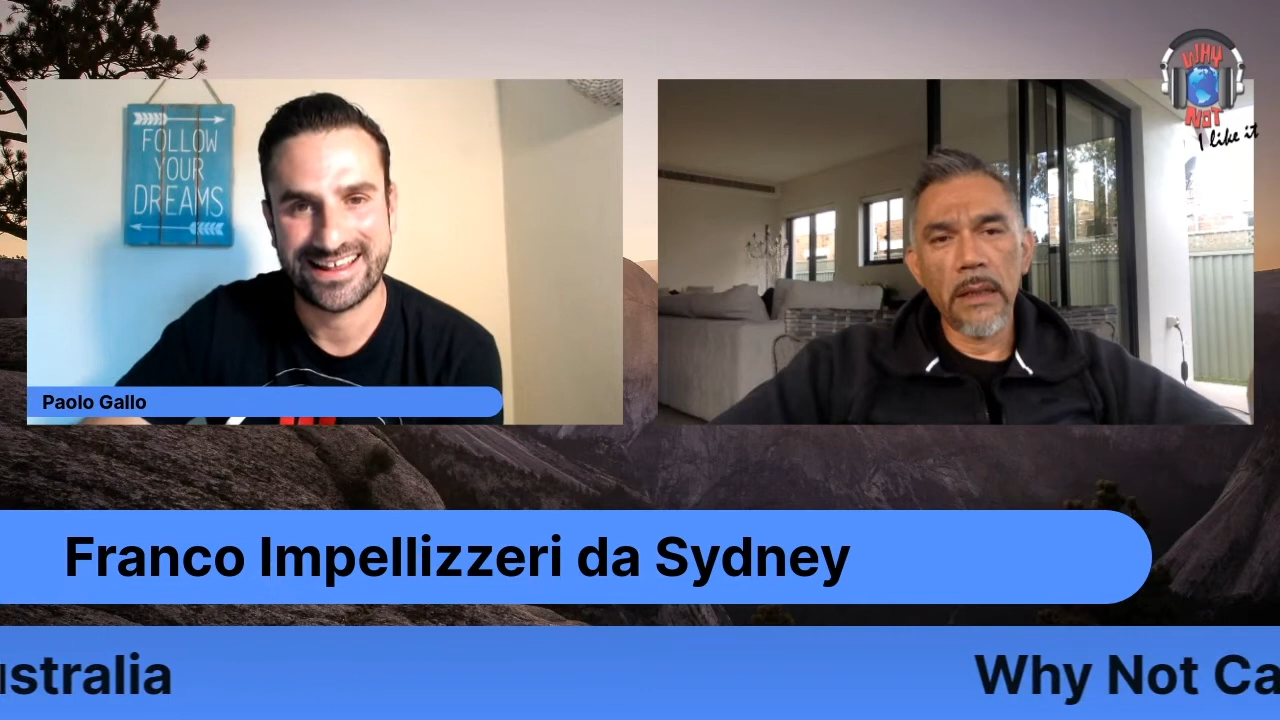 WHY
NOT
I like it
FOLLOW
YOUR
DREAMS
Paolo Gallo
Franco Impellizzeri da Sydney
ustralia
Why Not Ca